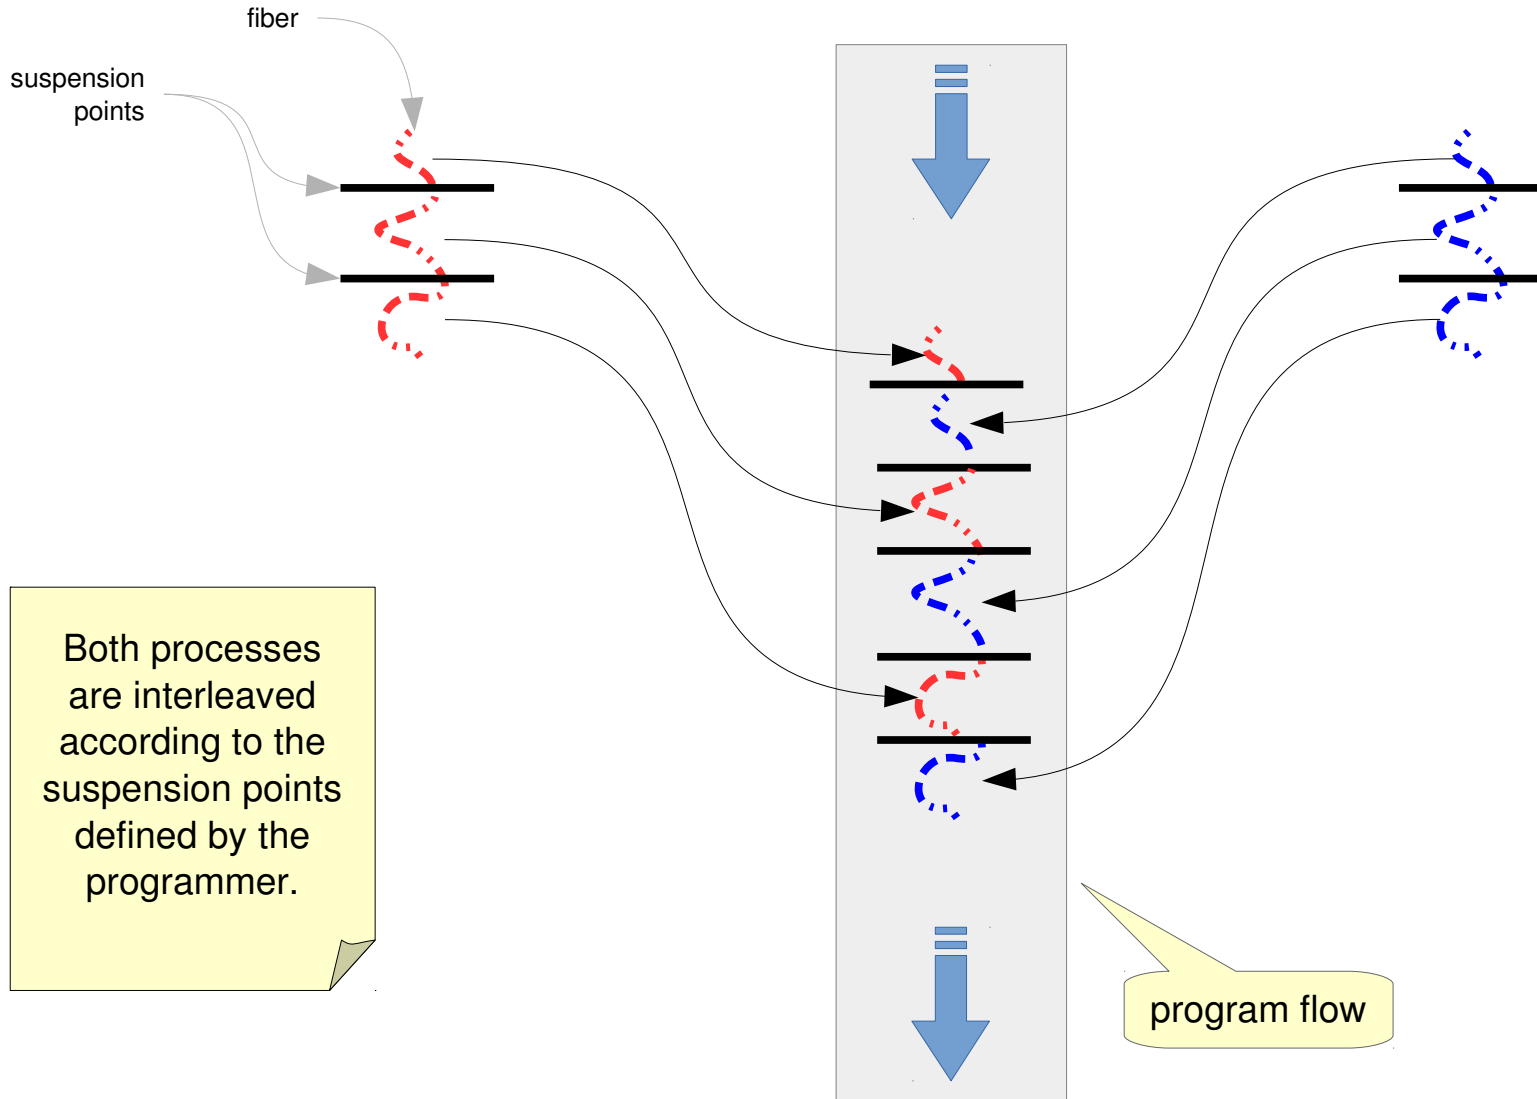 fiber
suspension
points
Both processes
are interleaved
according to the
suspension points
defined by the
programmer.
program flow